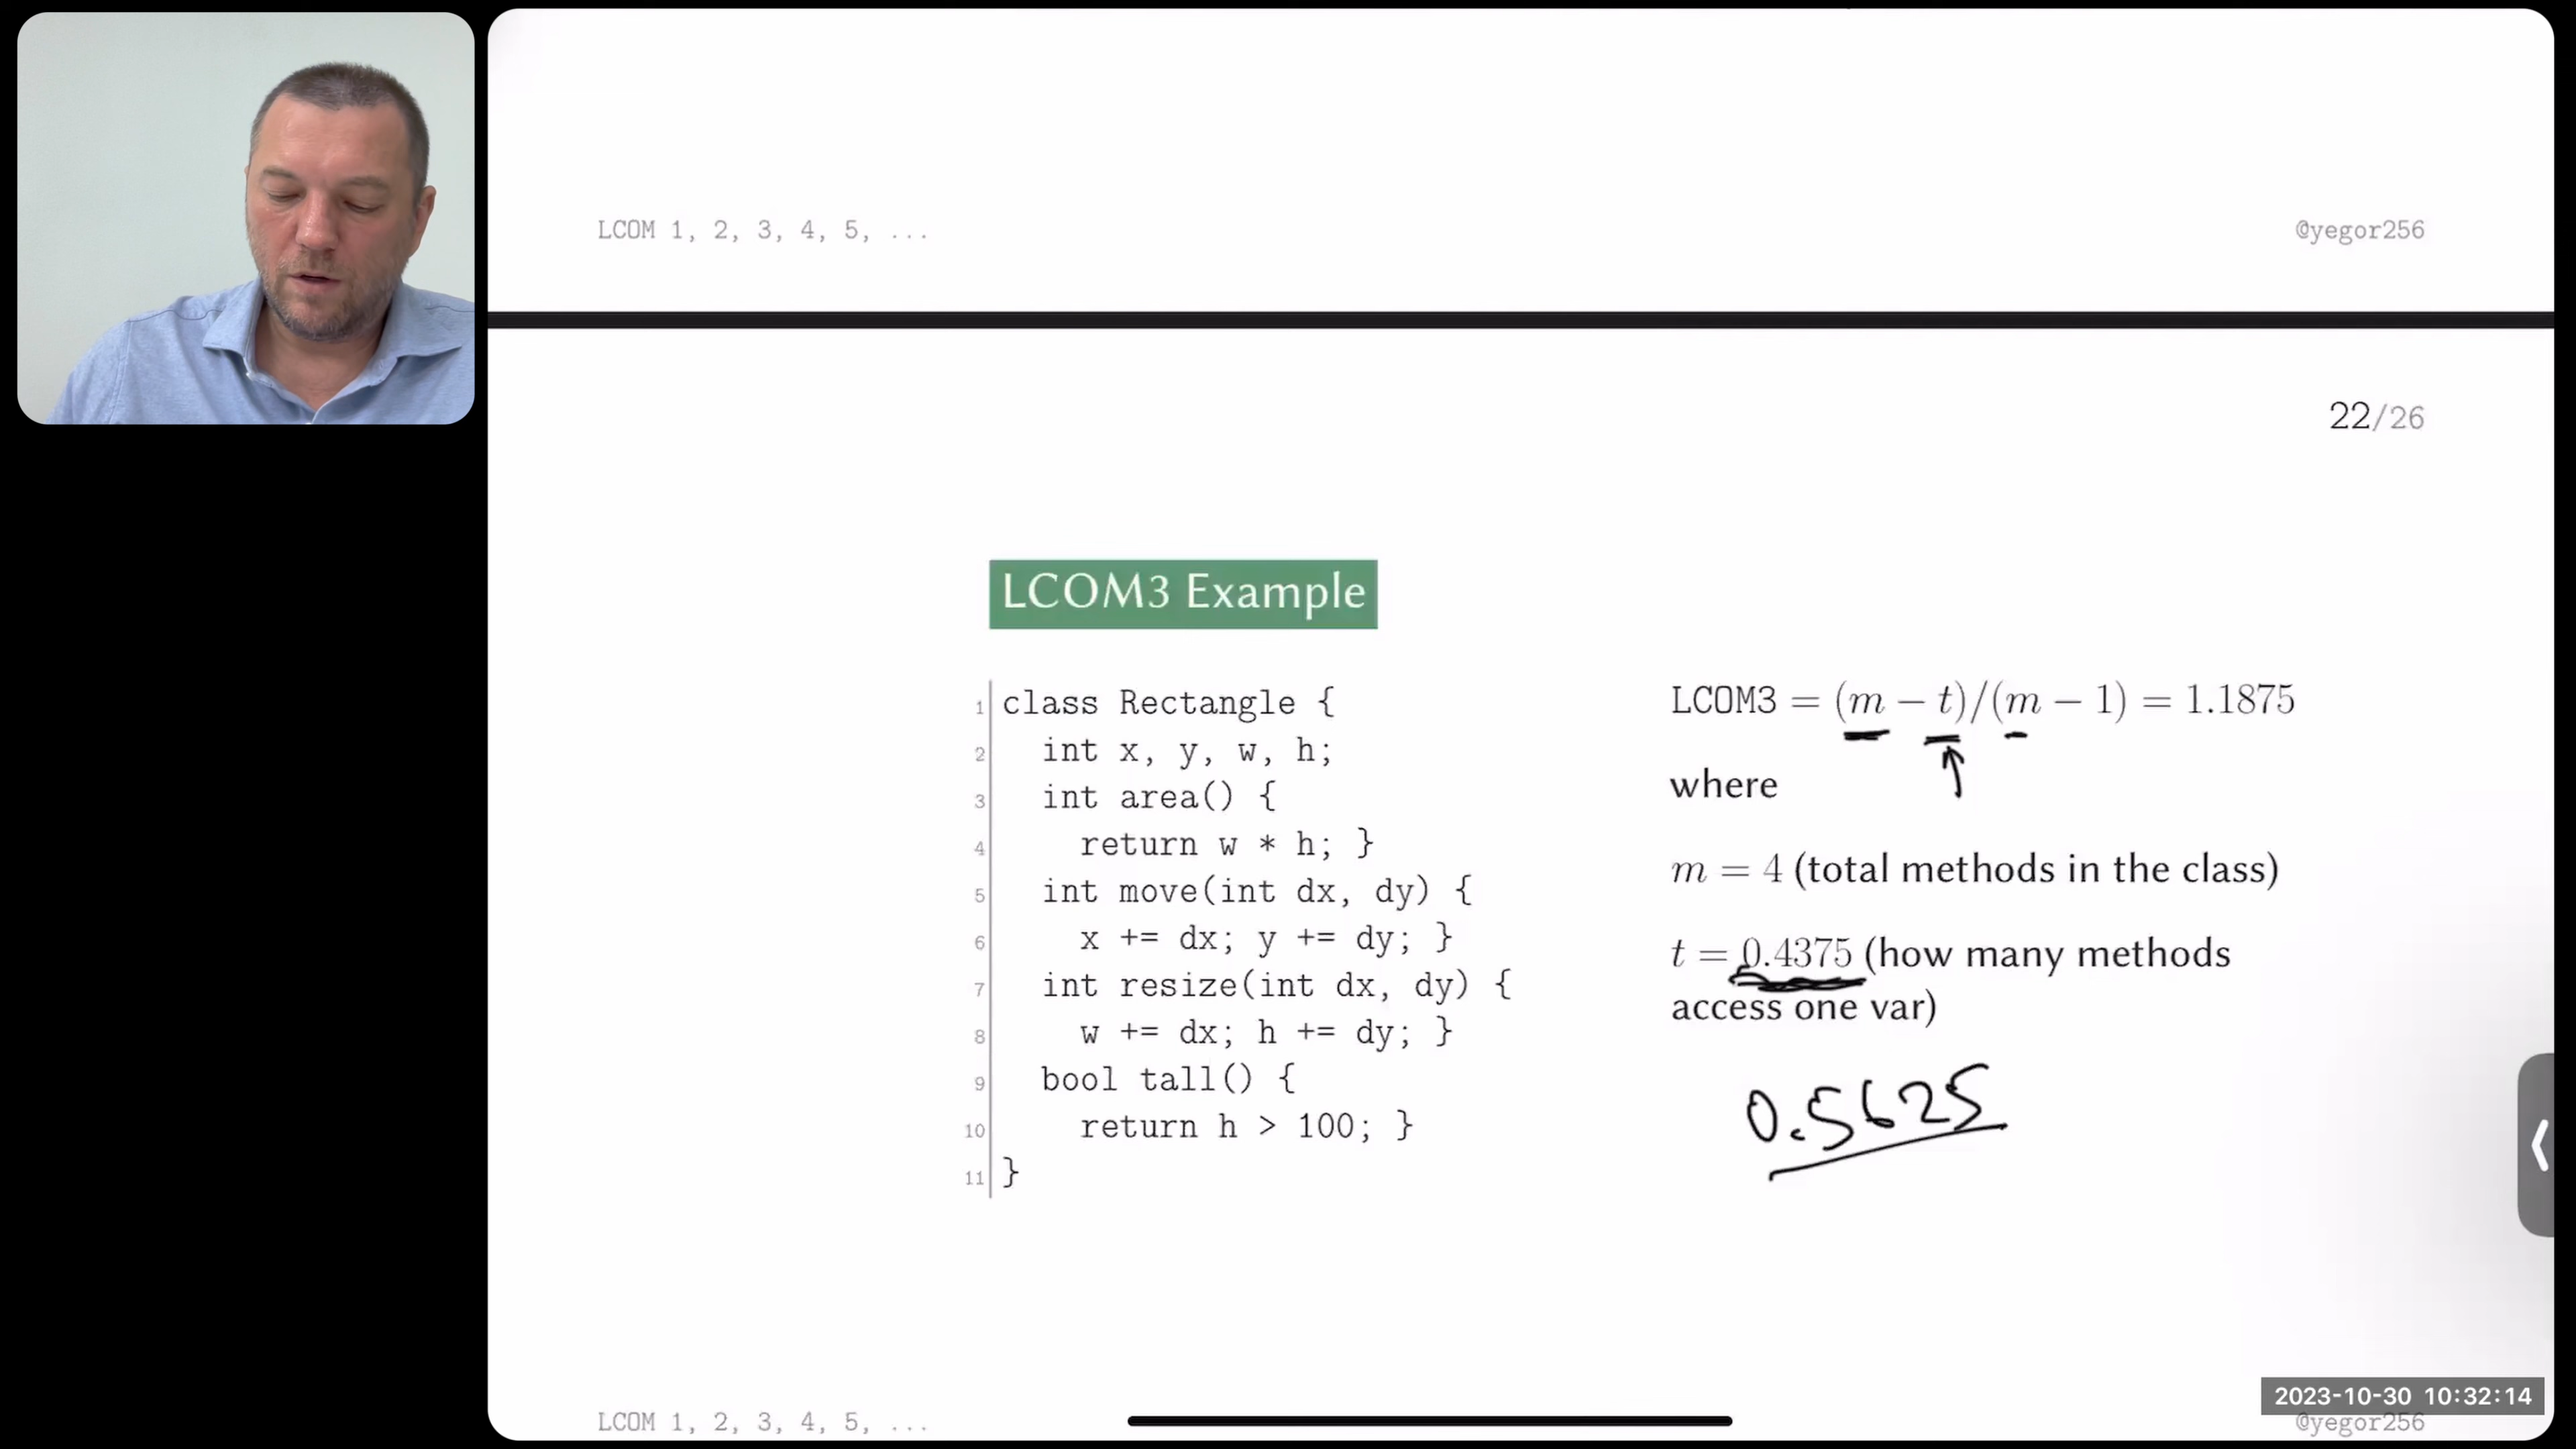 LCOM 1, 2, 3, 4, 5, ...
@yegor256
22/26
LCOM3 Example
1 class Rectangle {
2 int x, y, w, h;
3 int area() {
4 return w * h; }
5 int move(int dx, dy) {
6 x += dx; y += dy; }
7 int resize(int dx, dy) {
8 w += dx; h += dy; }
9 bool tall() {
10 return h > 100; }
11 }
LCOM3 = (m − t)/(m − 1) = 1.1875
where
m = 4 (total methods in the class)
t = 0.4375 (how many methods
access one var)
0.5625
2023-10-30 10:32:14
LCOM 1, 2, 3, 4, 5, ...
@yegor256